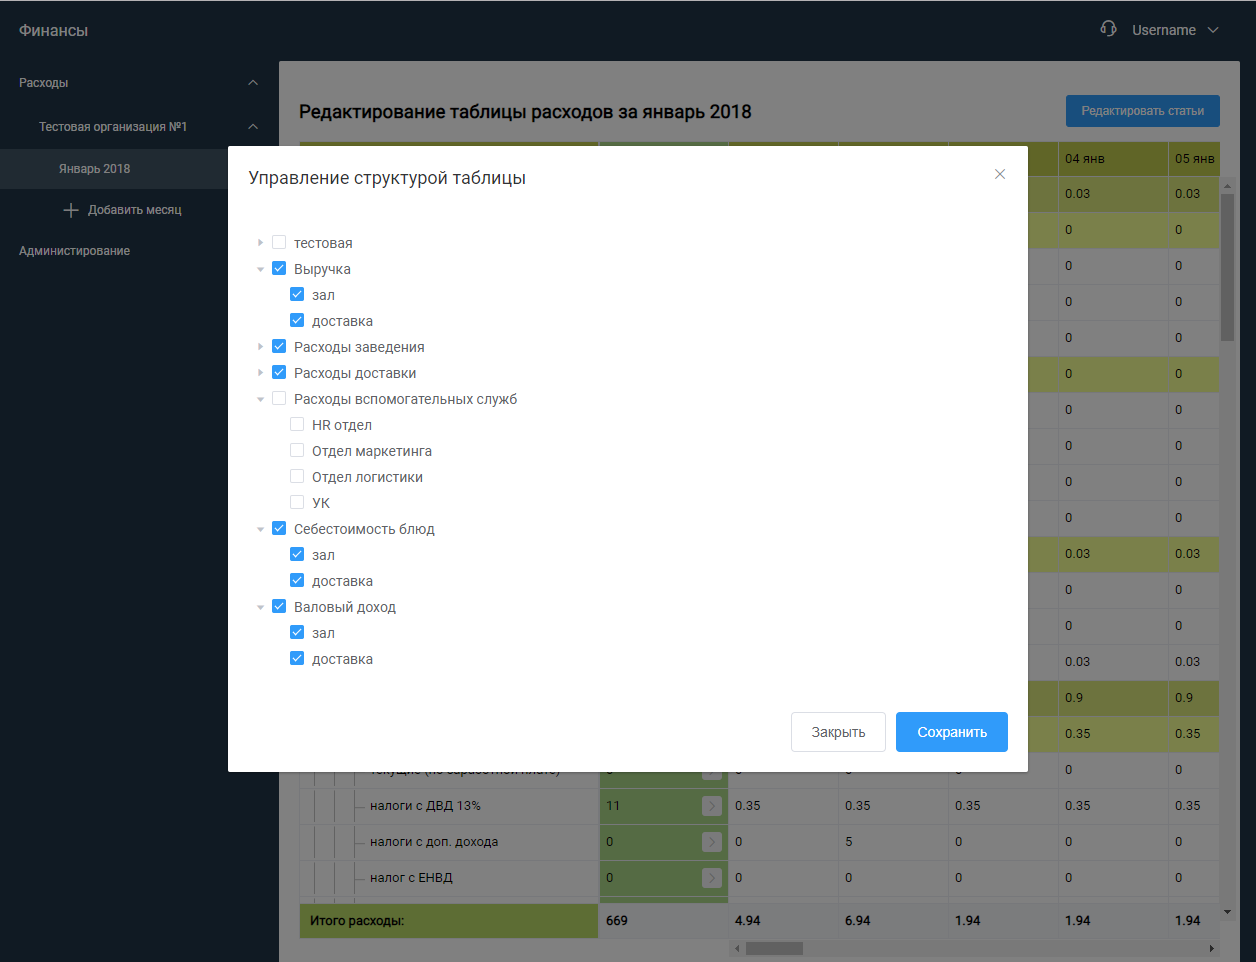 Финансы
Username
Расходы
Тестовая организация №1
Январь 2018
Добавить месяц
Администирование
Редактирование таблицы расходов за январь 2018
Редактировать статьи
04 янв 05 янв
0.03 0.03
0 0
0 0
0 0
0 0
0 0
0 0
0 0
0 0
0 0
0.03 0.03
0 0
0 0
0.03 0.03
0.9 0.9
0.35 0.35
0 0
Управление структурой таблицы
тестовая
Выручка
зал
доставка
Расходы заведения
Расходы доставки
Расходы вспомогательных служб
HR отдел
Отдел маркетинга
Отдел логистики
УК
Себестоимость блюд
зал
доставка
Валовый доход
зал
доставка
Закрыть Сохранить
налоги с ДВД 13% 11 0.35 0.35 0.35 0.35 0.35
налоги с доп. дохода 0 0 5 0 0 0
налог с ЕНВД 0 0 0 0 0 0
Итого расходы: 669 4.94 6.94 1.94 1.94 1.94